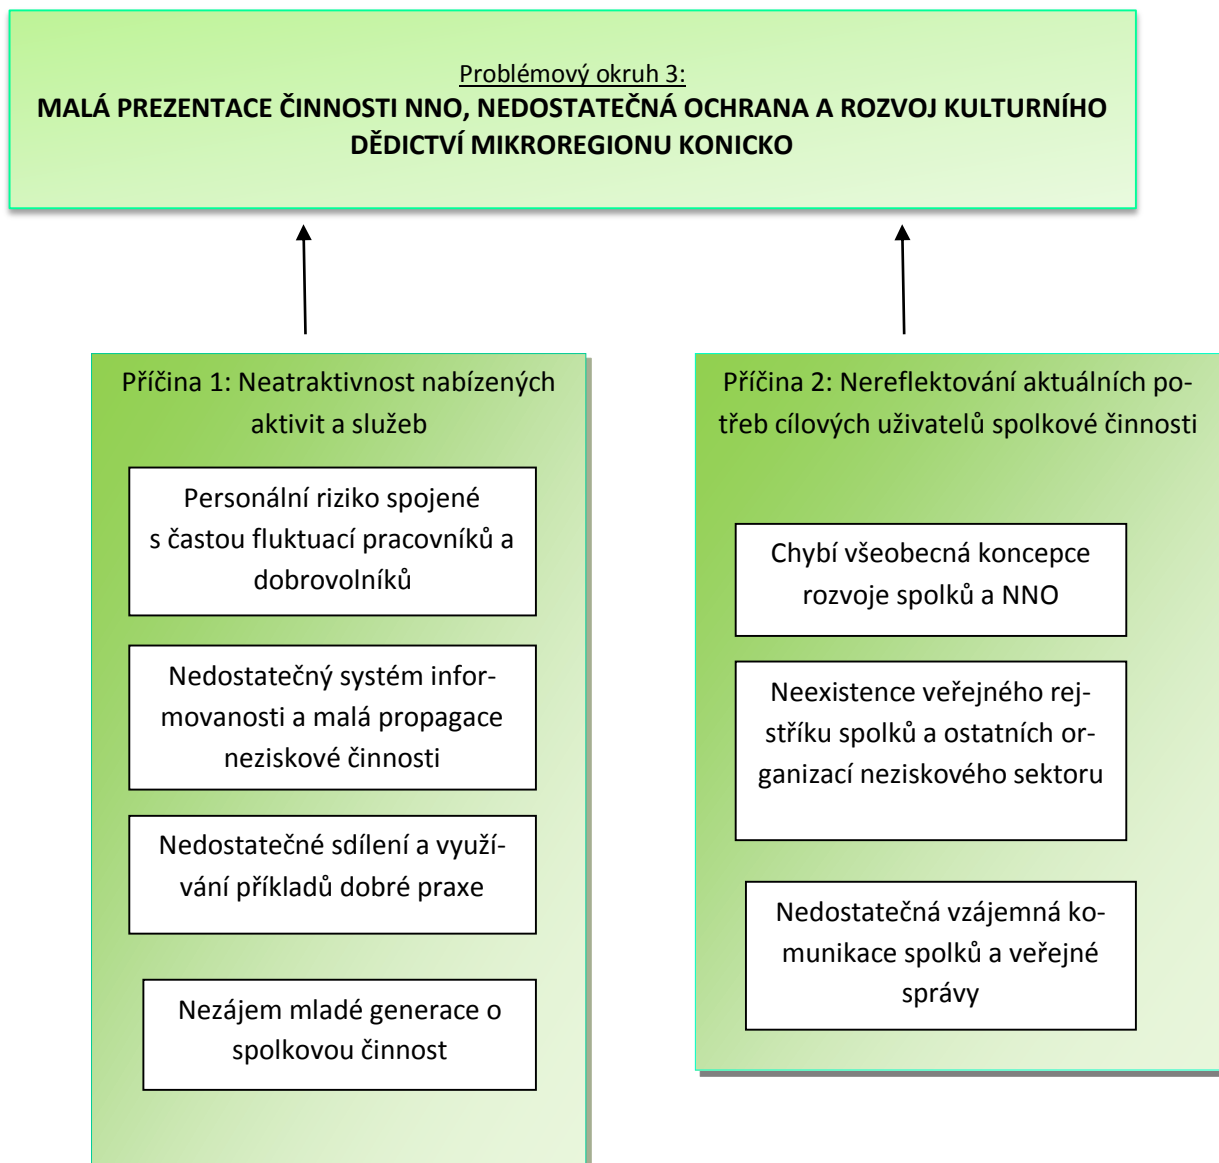 Problémový okruh 3:
MALÁ PREZENTACE ČINNOSTI NNO, NEDOSTATEČNÁ OCHRANA A ROZVOJ KULTURNÍHO
DĚDICTVÍ MIKROREGIONU KONICKO
Příčina 1: Neatraktivnost nabízených
aktivit a služeb
Personální riziko spojené
s častou fluktuací pracovníků a
dobrovolníků
Nedostatečný systém infor-
movanosti a malá propagace
neziskové činnosti
Nedostatečné sdílení a využí-
vání příkladů dobré praxe
Nezájem mladé generace o
spolkovou činnost
Příčina 2: Nereflektování aktuálních po-
třeb cílových uživatelů spolkové činnosti
Chybí všeobecná koncepce
rozvoje spolků a NNO
Neexistence veřejného rej-
stříku spolků a ostatních or-
ganizací neziskového sektoru
Nedostatečná vzájemná ko-
munikace spolků a veřejné
správy